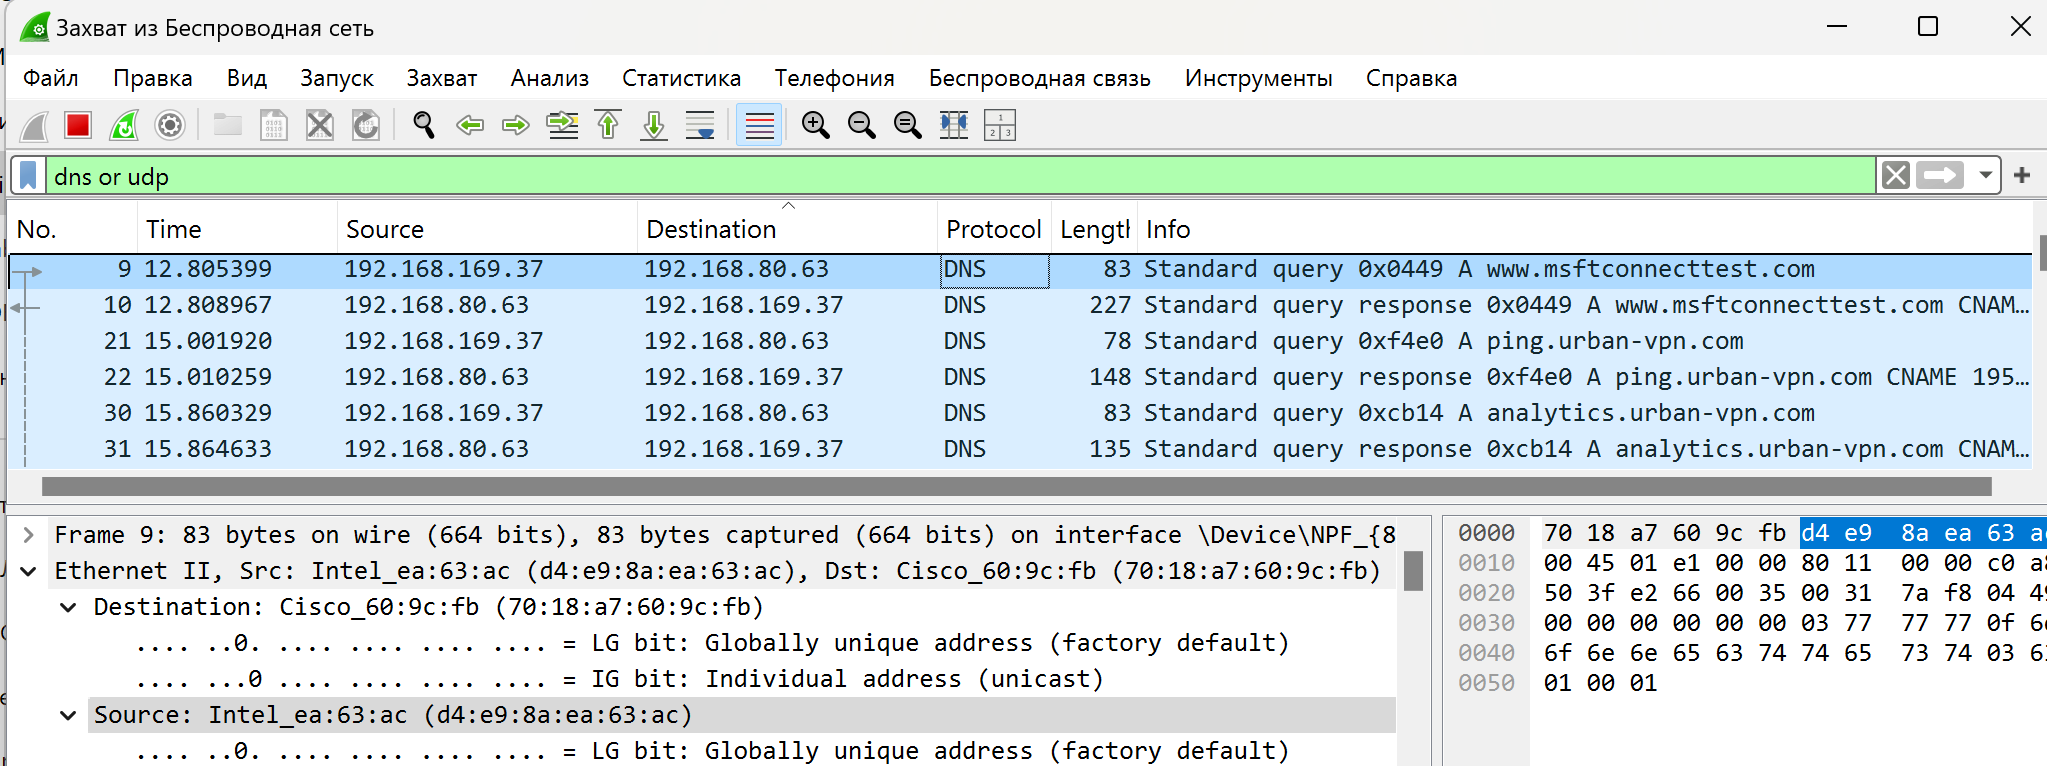 Захват из Беспроводная сеть
Файл Правка Вид Запуск Захват Анализ Статистика Телефония Беспроводная связь Инструменты Справка
dns or udp
No. Time Source Destination Protocol Length Info
9 12.805399 192.168.169.37 192.168.80.63 DNS 83 Standard query 0x0449 A www.msftconnecttest.com
10 12.808967 192.168.80.63 192.168.169.37 DNS 227 Standard query response 0x0449 A www.msftconnecttest.com CNAM…
21 15.001920 192.168.169.37 192.168.80.63 DNS 78 Standard query 0xf4e0 A ping.urban-vpn.com
22 15.010259 192.168.80.63 192.168.169.37 DNS 148 Standard query response 0xf4e0 A ping.urban-vpn.com CNAME 195…
30 15.860329 192.168.169.37 192.168.80.63 DNS 83 Standard query 0xcb14 A analytics.urban-vpn.com
31 15.864633 192.168.80.63 192.168.169.37 DNS 135 Standard query response 0xcb14 A analytics.urban-vpn.com CNAM…
Frame 9: 83 bytes on wire (664 bits), 83 bytes captured (664 bits) on interface \Device\NPF_{8
Ethernet II, Src: Intel_ea:63:ac (d4:e9:8a:ea:63:ac), Dst: Cisco_60:9c:fb (70:18:a7:60:9c:fb)
Destination: Cisco_60:9c:fb (70:18:a7:60:9c:fb)
.... ..0. .... .... .... .... = LG bit: Globally unique address (factory default)
.... ...0 .... .... .... .... = IG bit: Individual address (unicast)
Source: Intel_ea:63:ac (d4:e9:8a:ea:63:ac)
.... ..0. .... .... .... .... = LG bit: Globally unique address (factory default)
0000 70 18 a7 60 9c fb d4 e9 8a ea 63
0010 00 45 01 e1 00 00 80 11 00 00 c0
0020 50 3f e2 66 00 35 00 31 7a f8 04
0030 00 00 00 00 00 00 03 77 77 77 0f
0040 6f 6e 6e 65 63 74 74 65 73 74 03
0050 01 00 01